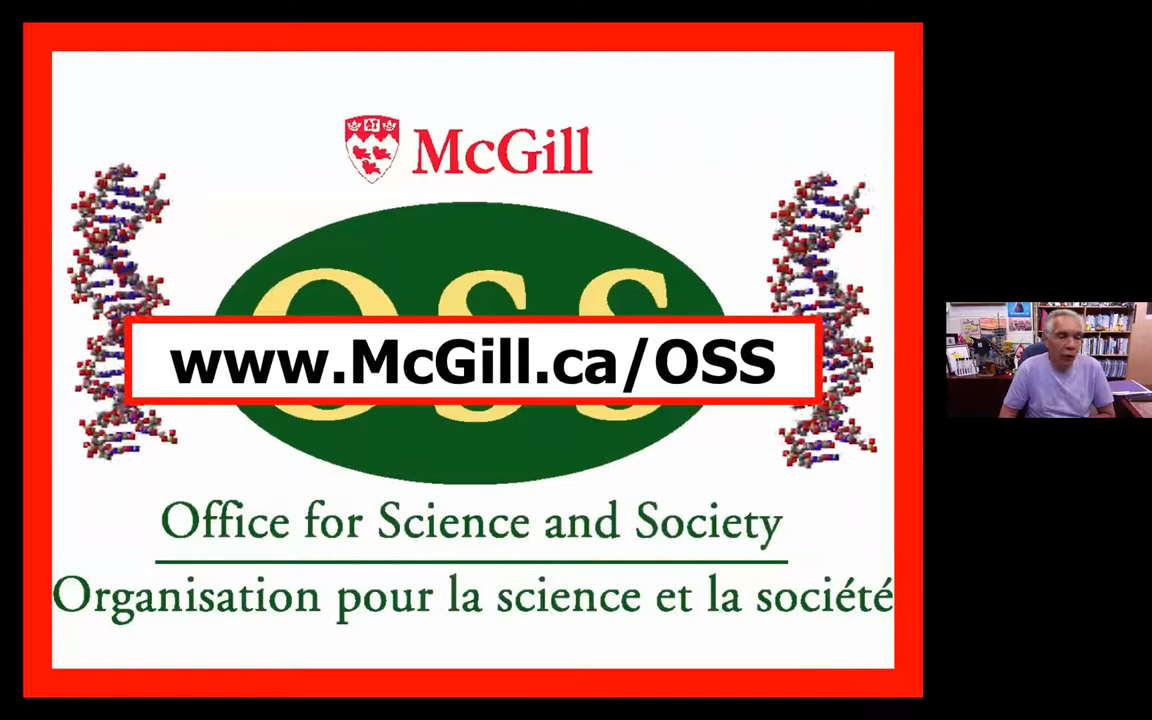 McGill
OSS
www.McGill.ca/OSS
Office for Science and Society
Organisation pour la science et la société